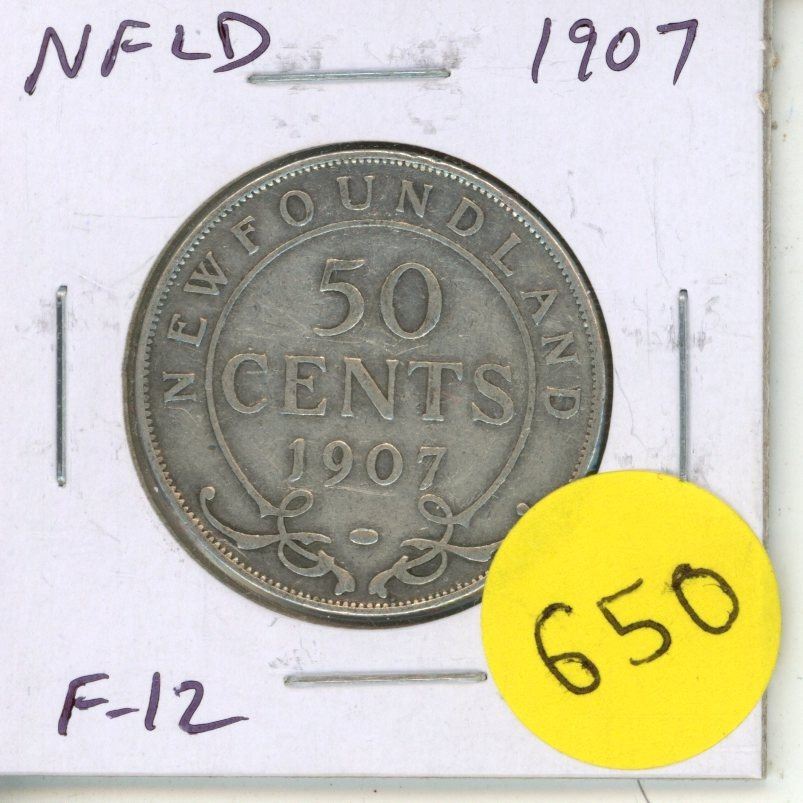 NFLD 1907
NEWFOUNDLAND
50
CENTS
1907
F-12
650